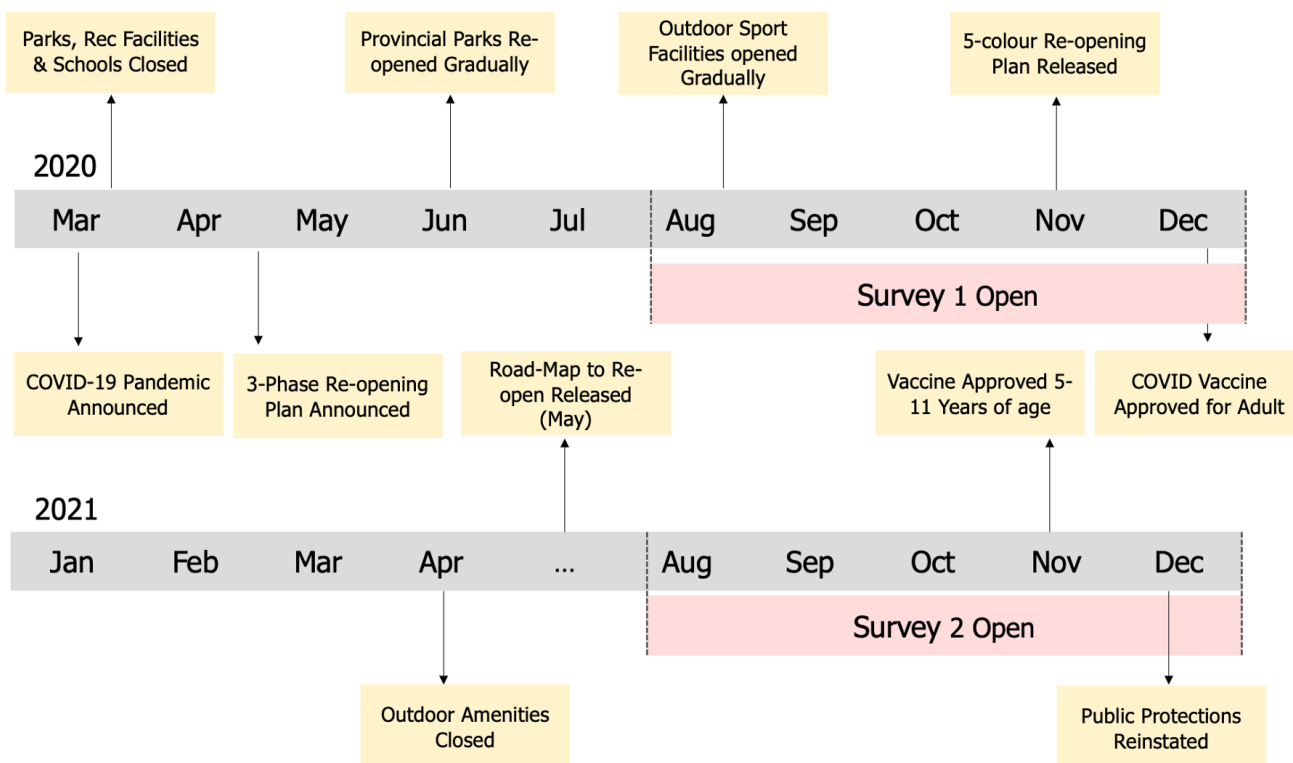 Parks, Rec Facilities
& Schools Closed
Provincial Parks Re-
opened Gradually
Outdoor Sport
Facilities opened
Gradually
5-colour Re-opening
Plan Released
2020
Mar Apr May Jun Jul Aug Sep Oct Nov Dec
Survey 1 Open
COVID-19 Pandemic
Announced
3-Phase Re-opening
Plan Announced
Road-Map to Re-
open Released
(May)
Vaccine Approved 5-
11 Years of age
COVID Vaccine
Approved for Adult
2021
Jan Feb Mar Apr ... Aug Sep Oct Nov Dec
Survey 2 Open
Outdoor Amenities
Closed
Public Protections
Reinstated